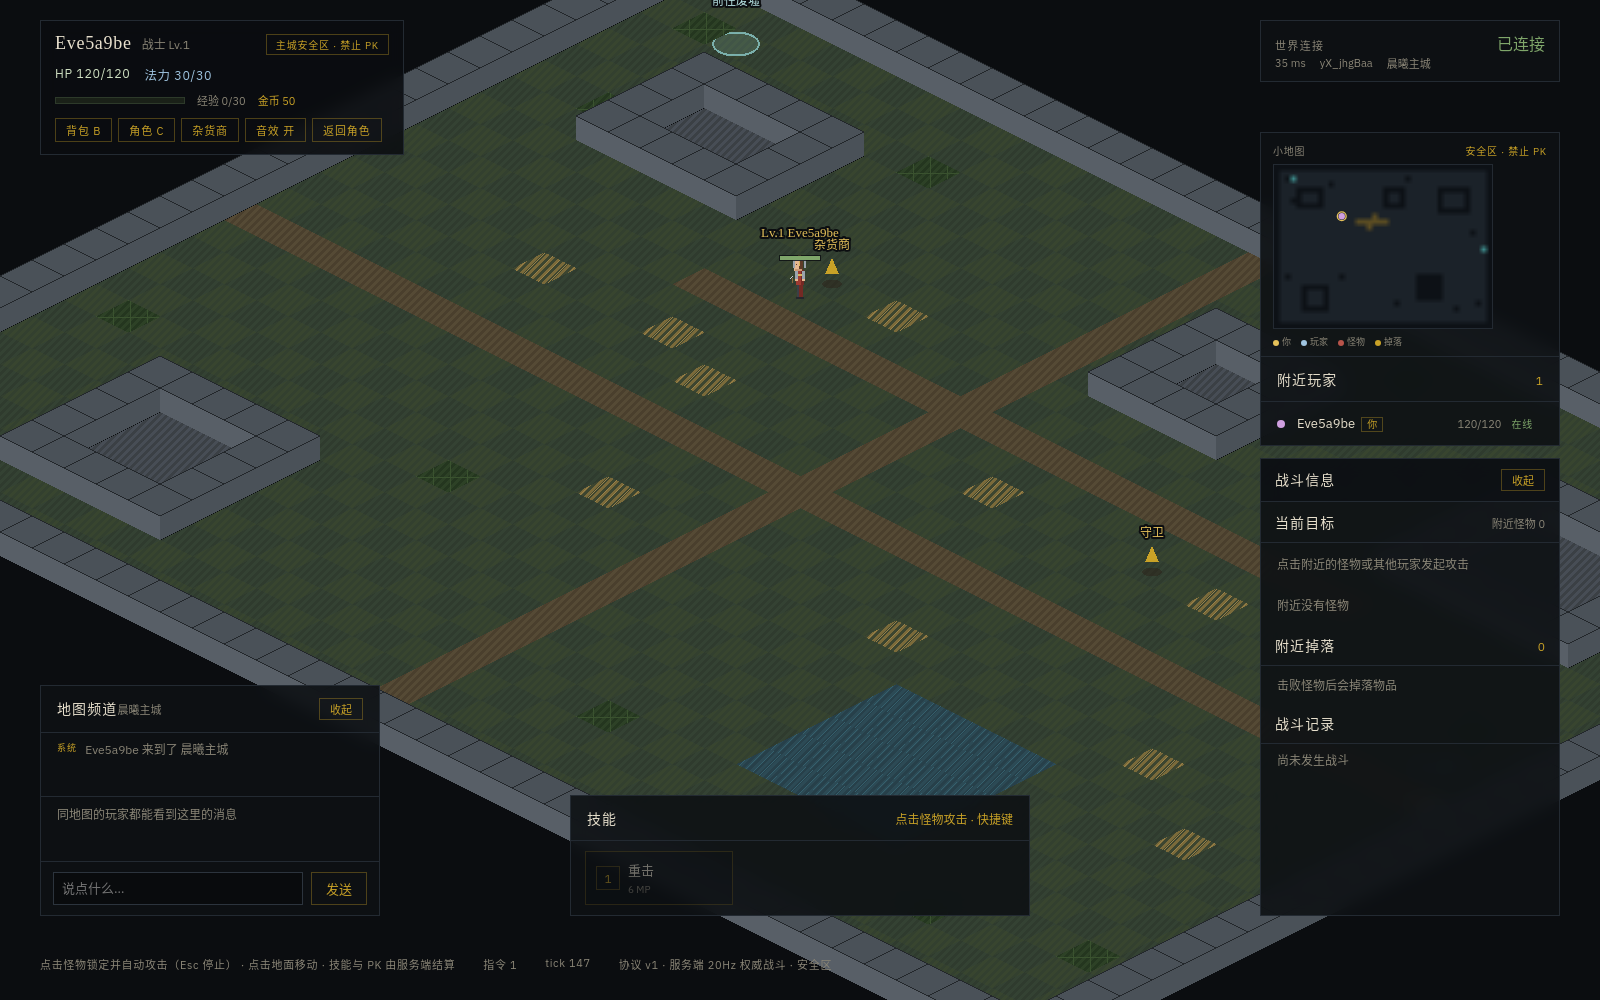 前往废墟
Eve5a9be 战士 Lv.1 主城安全区 · 禁止 PK
HP 120/120 法力 30/30
经验 0/30 金币 50
背包 B 角色 C 杂货商 音效 开 返回角色
世界连接 已连接
35 ms yX_jhgBaa 晨曦主城
小地图 安全区 · 禁止 PK
你 玩家 怪物 掉落
附近玩家 1
Eve5a9be 你 120/120 在线
Lv.1 Eve5a9be
杂货商
守卫
战斗信息 收起
当前目标 附近怪物 0
点击附近的怪物或其他玩家发起攻击
附近没有怪物
附近掉落 0
击败怪物后会掉落物品
战斗记录
尚未发生战斗
地图频道 晨曦主城 收起
系统 Eve5a9be 来到了 晨曦主城
同地图的玩家都能看到这里的消息
说点什么... 发送
技能 点击怪物攻击 · 快捷键
1 重击
6 MP
点击怪物锁定并自动攻击（Esc 停止） · 点击地面移动 · 技能与 PK 由服务端结算 指令 1 tick 147 协议 v1 · 服务端 20Hz 权威战斗 · 安全区